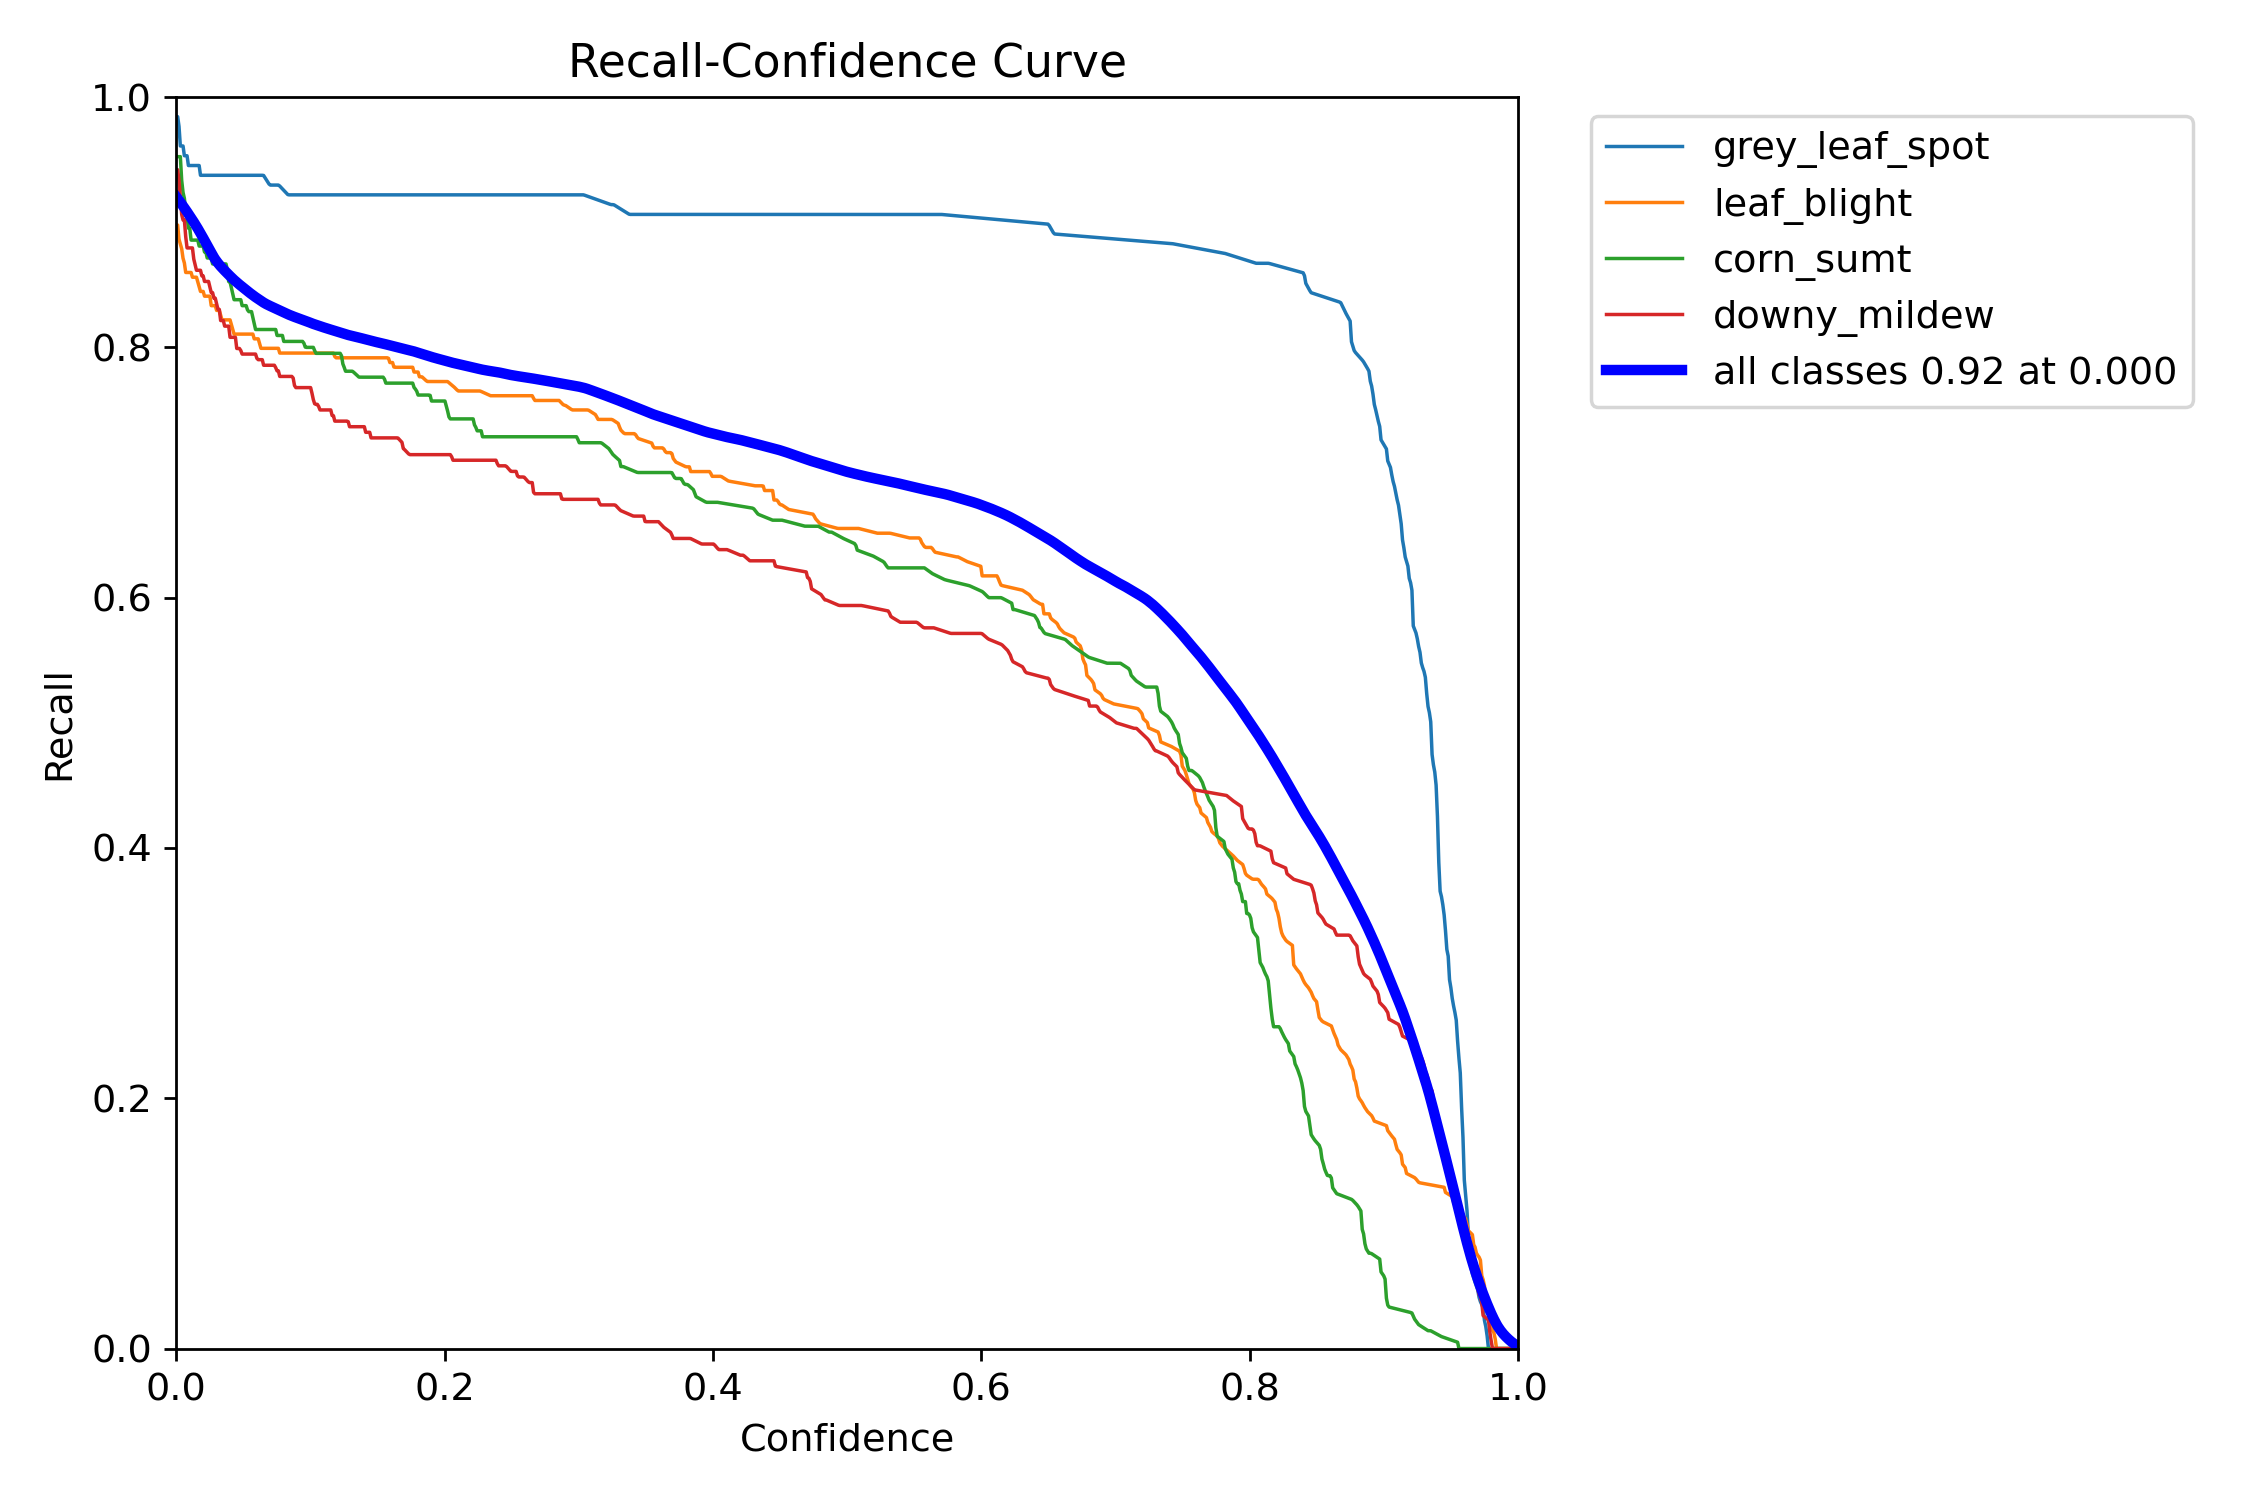 Recall-Confidence Curve
1.0
0.8
0.6
0.4
0.2
0.0
Recall
0.0 0.2 0.4 0.6 0.8 1.0
Confidence
grey_leaf_spot
leaf_blight
corn_sumt
downy_mildew
all classes 0.92 at 0.000